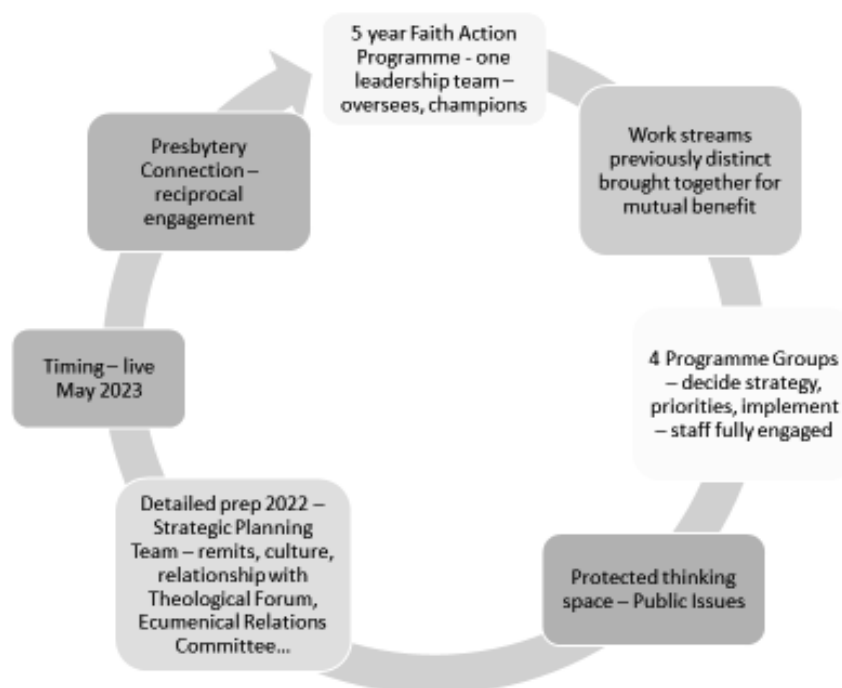 5 year Faith Action
Programme - one
leadership team –
oversees, champions
Work streams
previously distinct
brought together for
mutual benefit
4 Programme Groups
– decide strategy,
priorities, implement
– staff fully engaged
Protected thinking
space – Public Issues
Detailed prep 2022 –
Strategic Planning
Team – remits, culture,
relationship with
Theological Forum,
Ecumenical Relations
Committee...
Timing – live
May 2023
Presbytery
Connection –
reciprocal
engagement